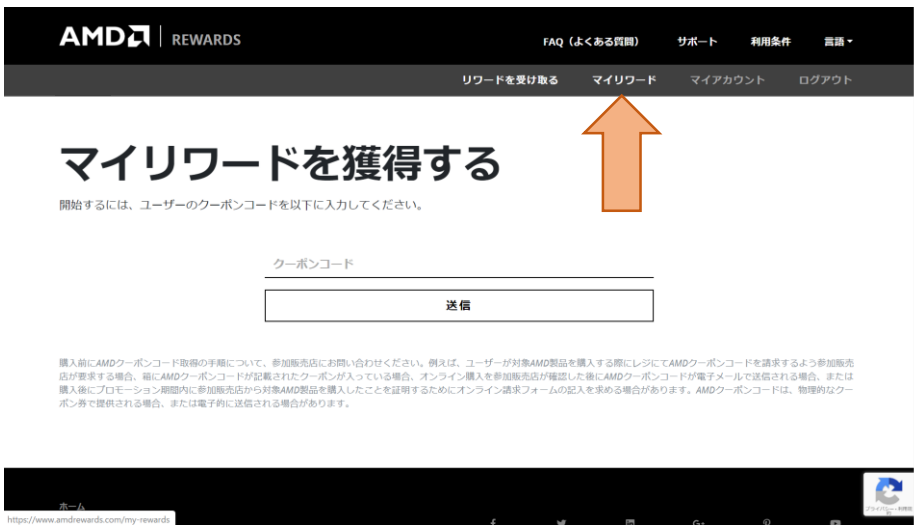 AMD REWARDS
FAQ（よくある質問） サポート 利用条件 言語
リワードを受け取る マイリワード マイアカウント ログアウト
マイリワードを獲得する
開始するには、ユーザーのクーポンコードを以下に入力してください。
クーポンコード
送信
購入前にAMDクーポンコード取得の手順について、参加販売店にお問い合わせください。例えば、ユーザーが対象AMD製品を購入する際にレジにてAMDクーポンコードを請求するよう参加販売
店が要求する場合、箱にAMDクーポンコードが記載されたクーポンが入っている場合、オンライン購入を参加販売店が確認した後にAMDクーポンコードが電子メールで送信される場合、または
購入後にプロモーション期間内に参加販売店から対象AMD製品を購入したことを証明するためにオンライン請求フォームの記入を求める場合があります。AMDクーポンコードは、物理的なクー
ポン券で提供される場合、または電子的に送信される場合があります。
ホーム
https://www.amdrewards.com/my-rewards